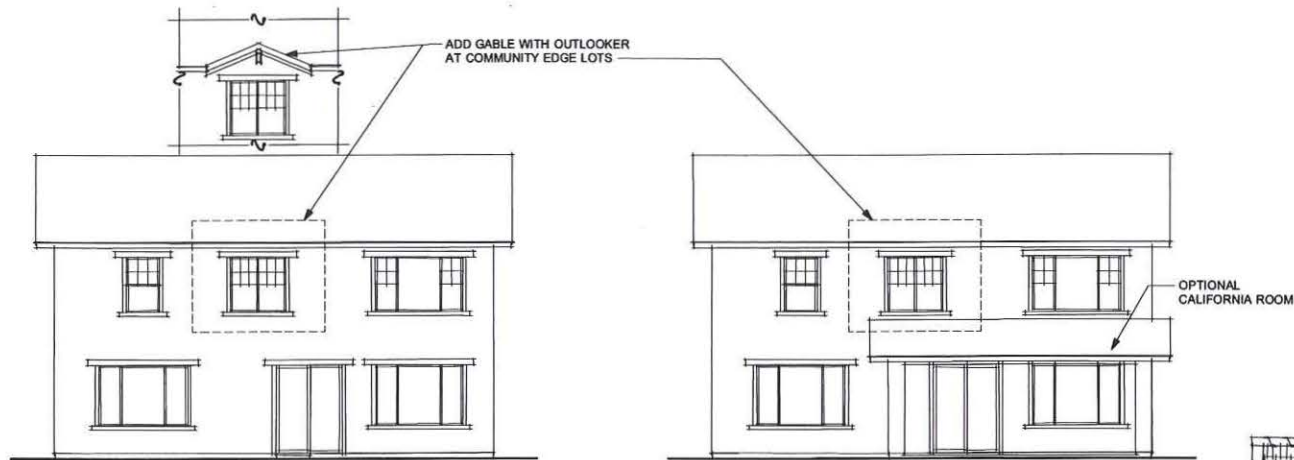 ADD GABLE WITH OUTLOOKER
AT COMMUNITY EDGE LOTS
OPTIONAL
CALIFORNIA ROOM